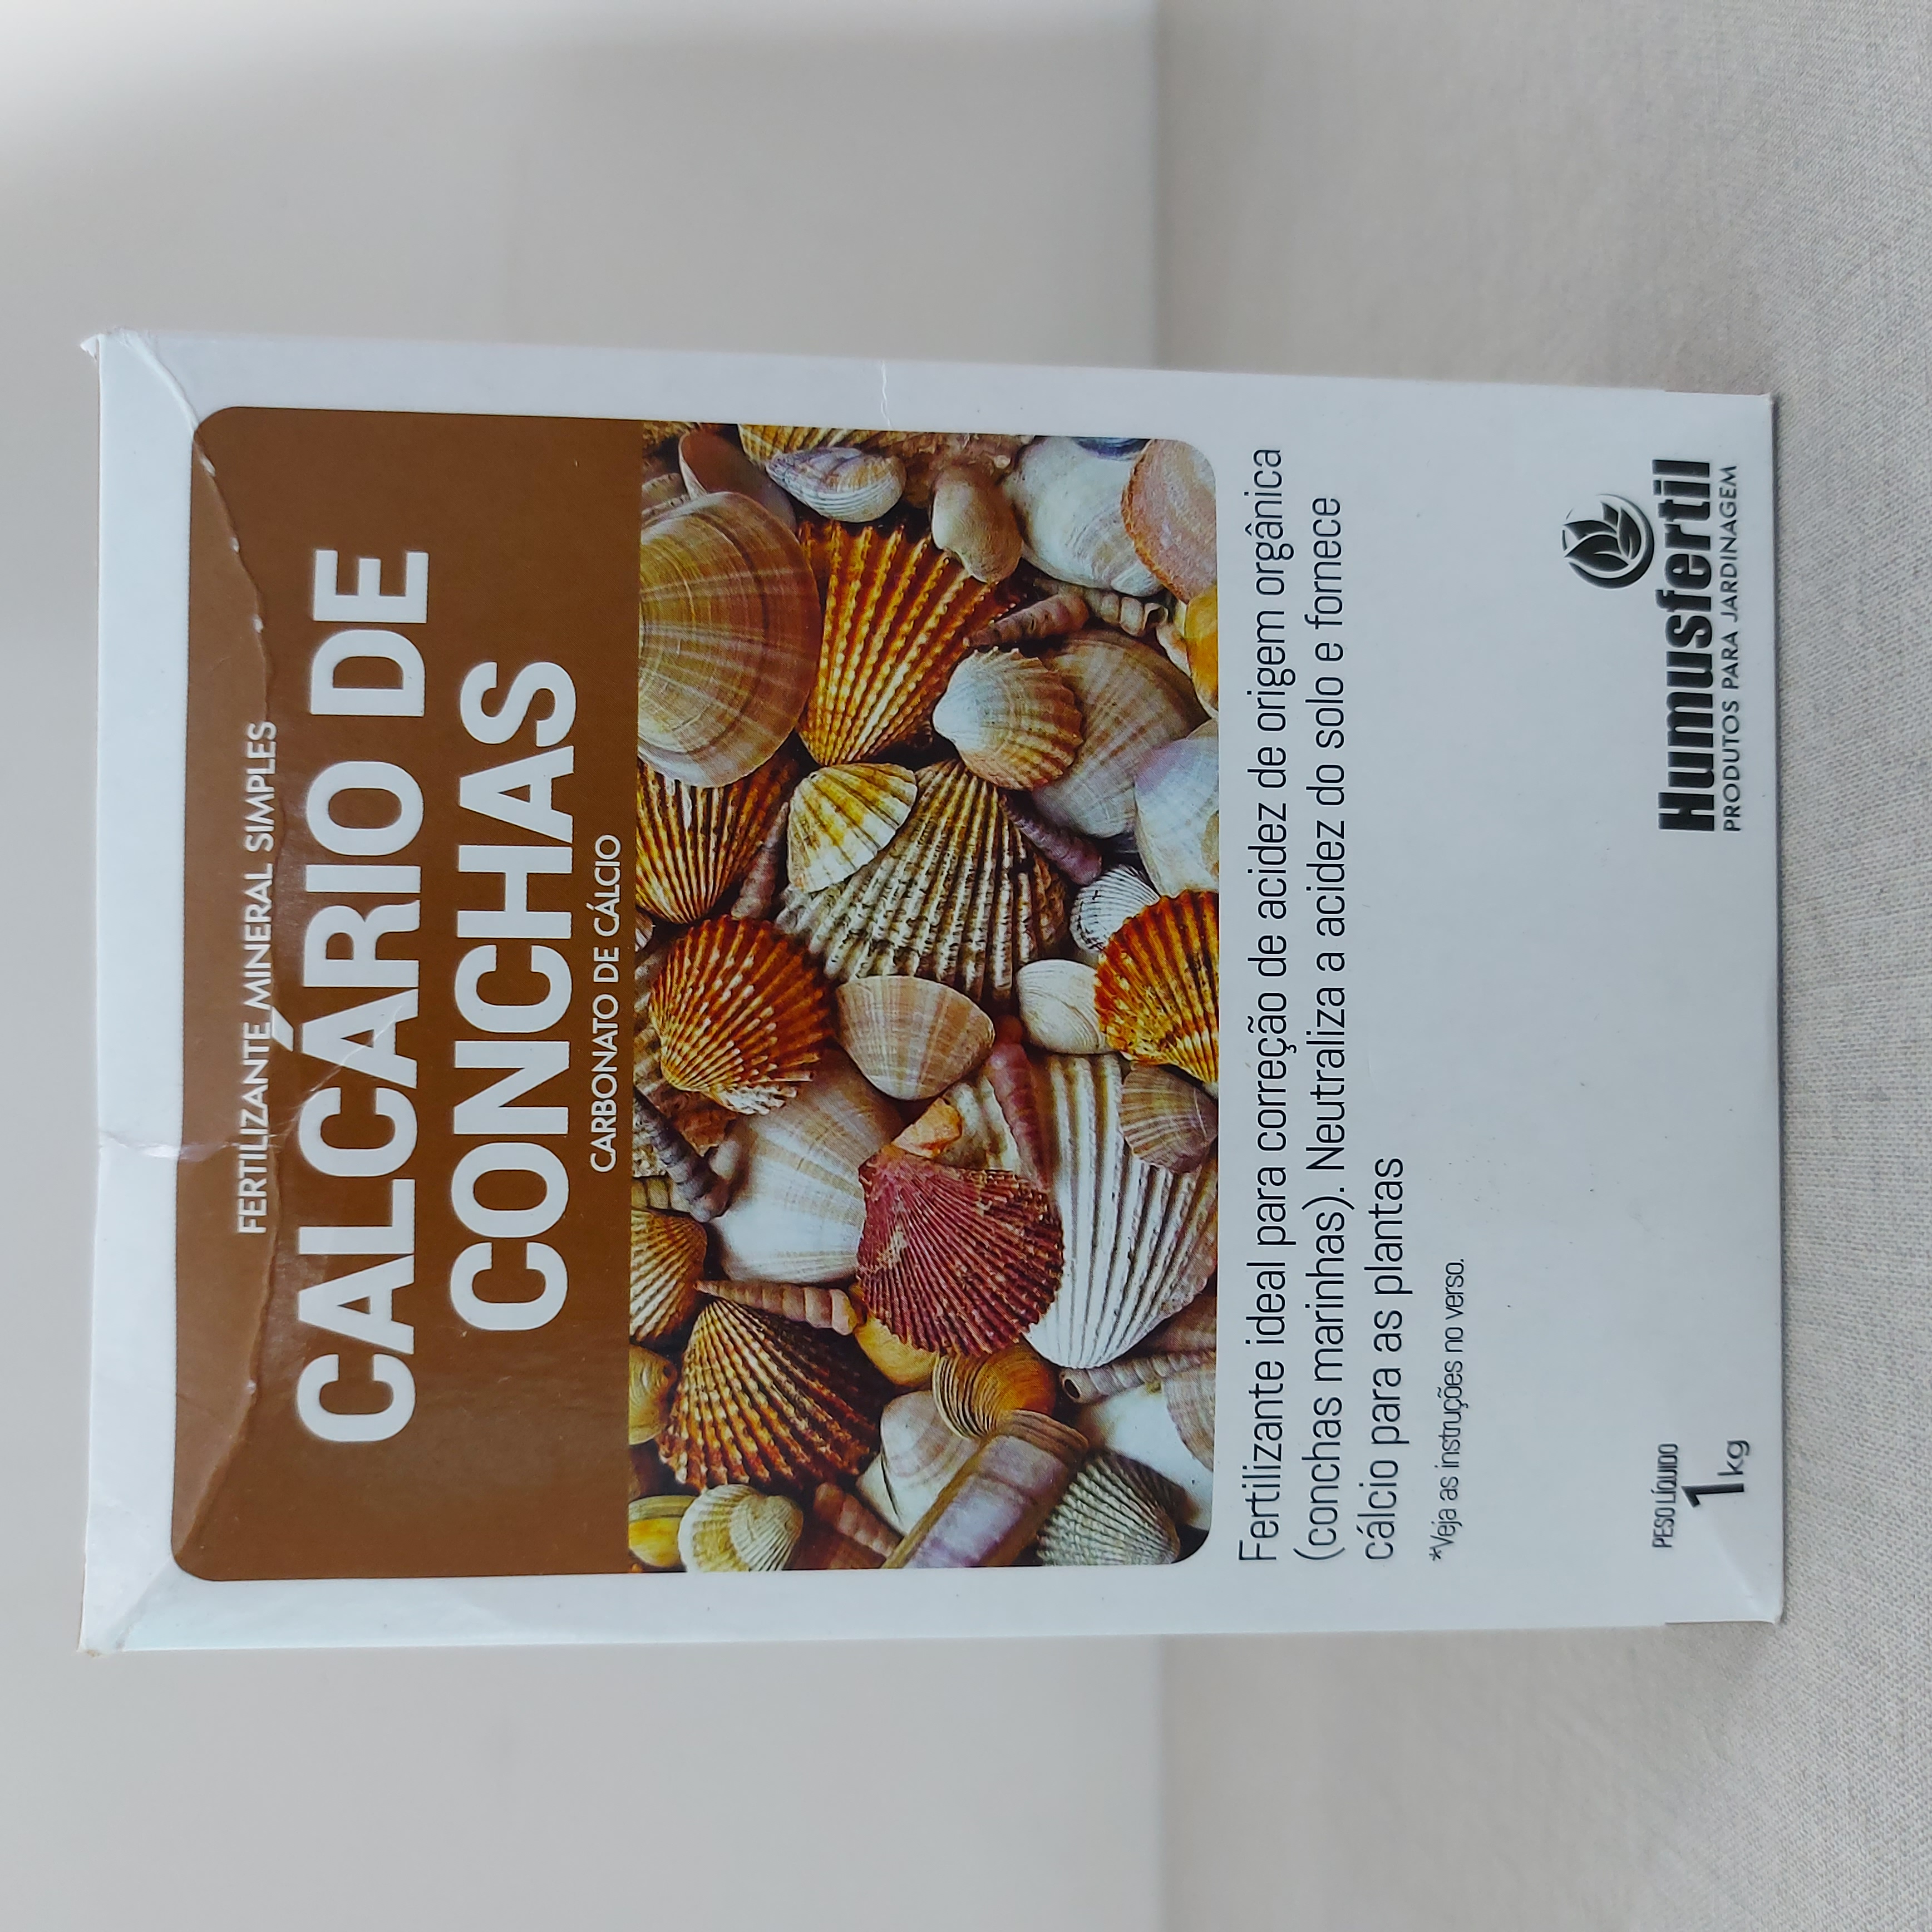 FERTILIZANTE MINERAL SIMPLES
CALCÁRIO DE
CONCHAS
CARBONATO DE CÁLCIO
Fertilizante ideal para correção de acidez de origem orgânica
(conchas marinhas). Neutraliza a acidez do solo e fornece
cálcio para as plantas
*Veja as instruções no verso.
PESO LÍQUIDO
1kg
Humusfertil
PRODUTOS PARA JARDINAGEM